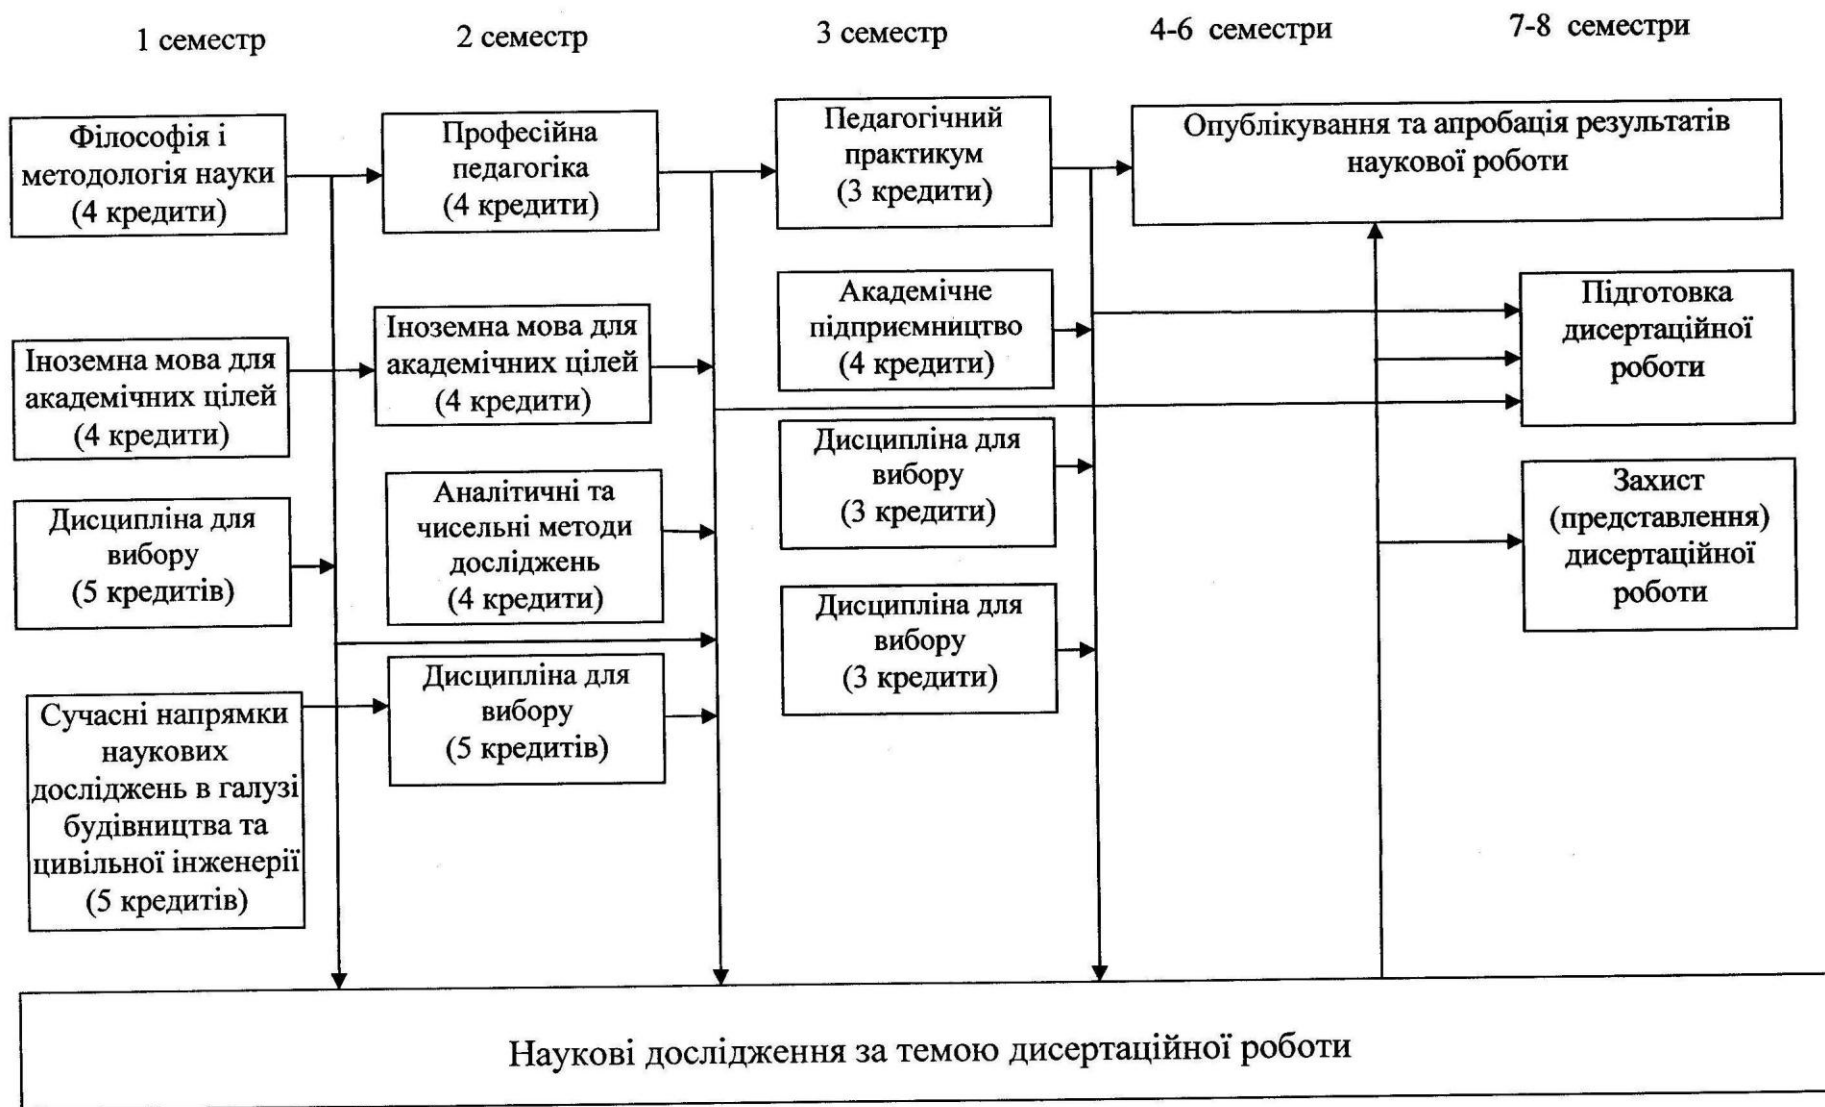 1 семестр
2 семестр
3 семестр
4-6 семестри
7-8 семестри
Філософія і
методологія науки
(4 кредити)
Іноземна мова для
академічних цілей
(4 кредити)
Дисципліна для
вибору
(5 кредитів)
Сучасні напрямки
наукових
досліджень в галузі
будівництва та
цивільної інженерії
(5 кредитів)
Професійна
педагогіка
(4 кредити)
Іноземна мова для
академічних цілей
(4 кредити)
Аналітичні та
чисельні методи
досліджень
(4 кредити)
Дисципліна для
вибору
(5 кредитів)
Педагогічний
практикум
(3 кредити)
Академічне
підприємництво
(4 кредити)
Дисципліна для
вибору
(3 кредити)
Дисципліна для
вибору
(3 кредити)
Опублікування та апробація результатів
наукової роботи
Підготовка
дисертаційної
роботи
Захист
(представлення)
дисертаційної
роботи
Наукові дослідження за темою дисертаційної роботи